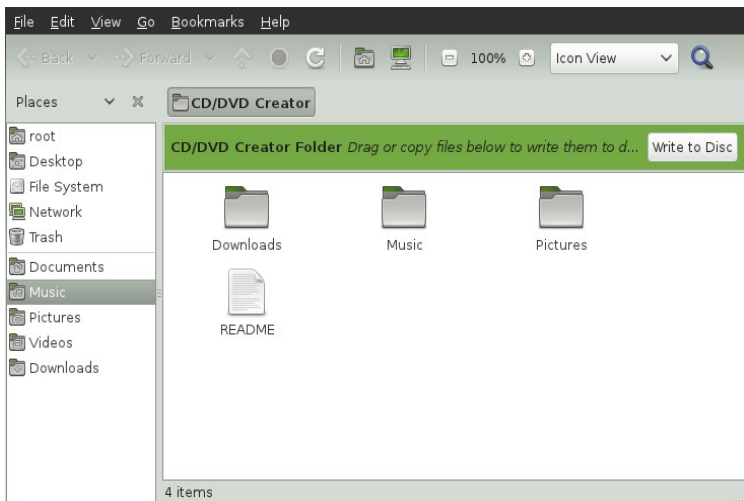 File Edit View Go Bookmarks Help
Back Forward 100% Icon View
Places CD/DVD Creator
CD/DVD Creator Folder Drag or copy files below to write them to d... Write to Disc
root
Desktop
File System
Network
Trash
Documents
Music
Pictures
Videos
Downloads
Downloads Music Pictures
README
4 items